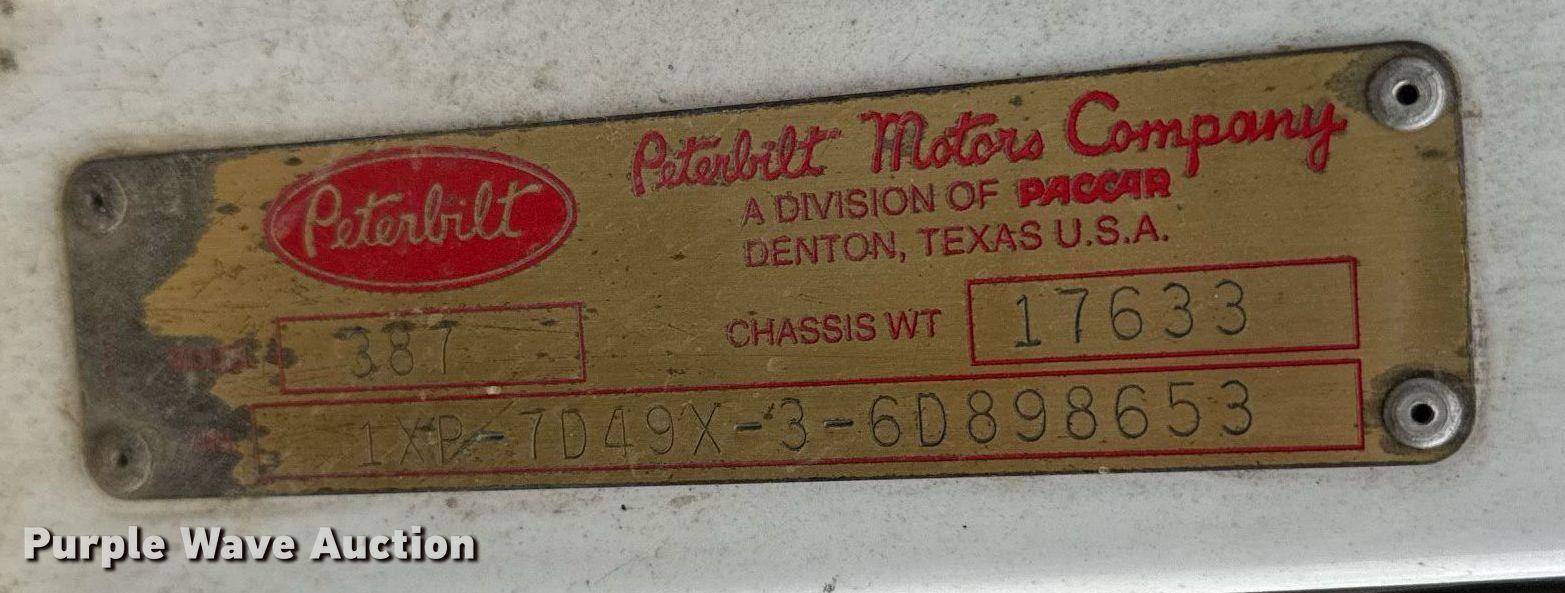 Peterbilt
Peterbilt Motors Company
A DIVISION OF PACCAR
DENTON, TEXAS U.S.A.
387
CHASSIS WT 17633
1XP-7D49X-3-6D898653
Purple Wave Auction